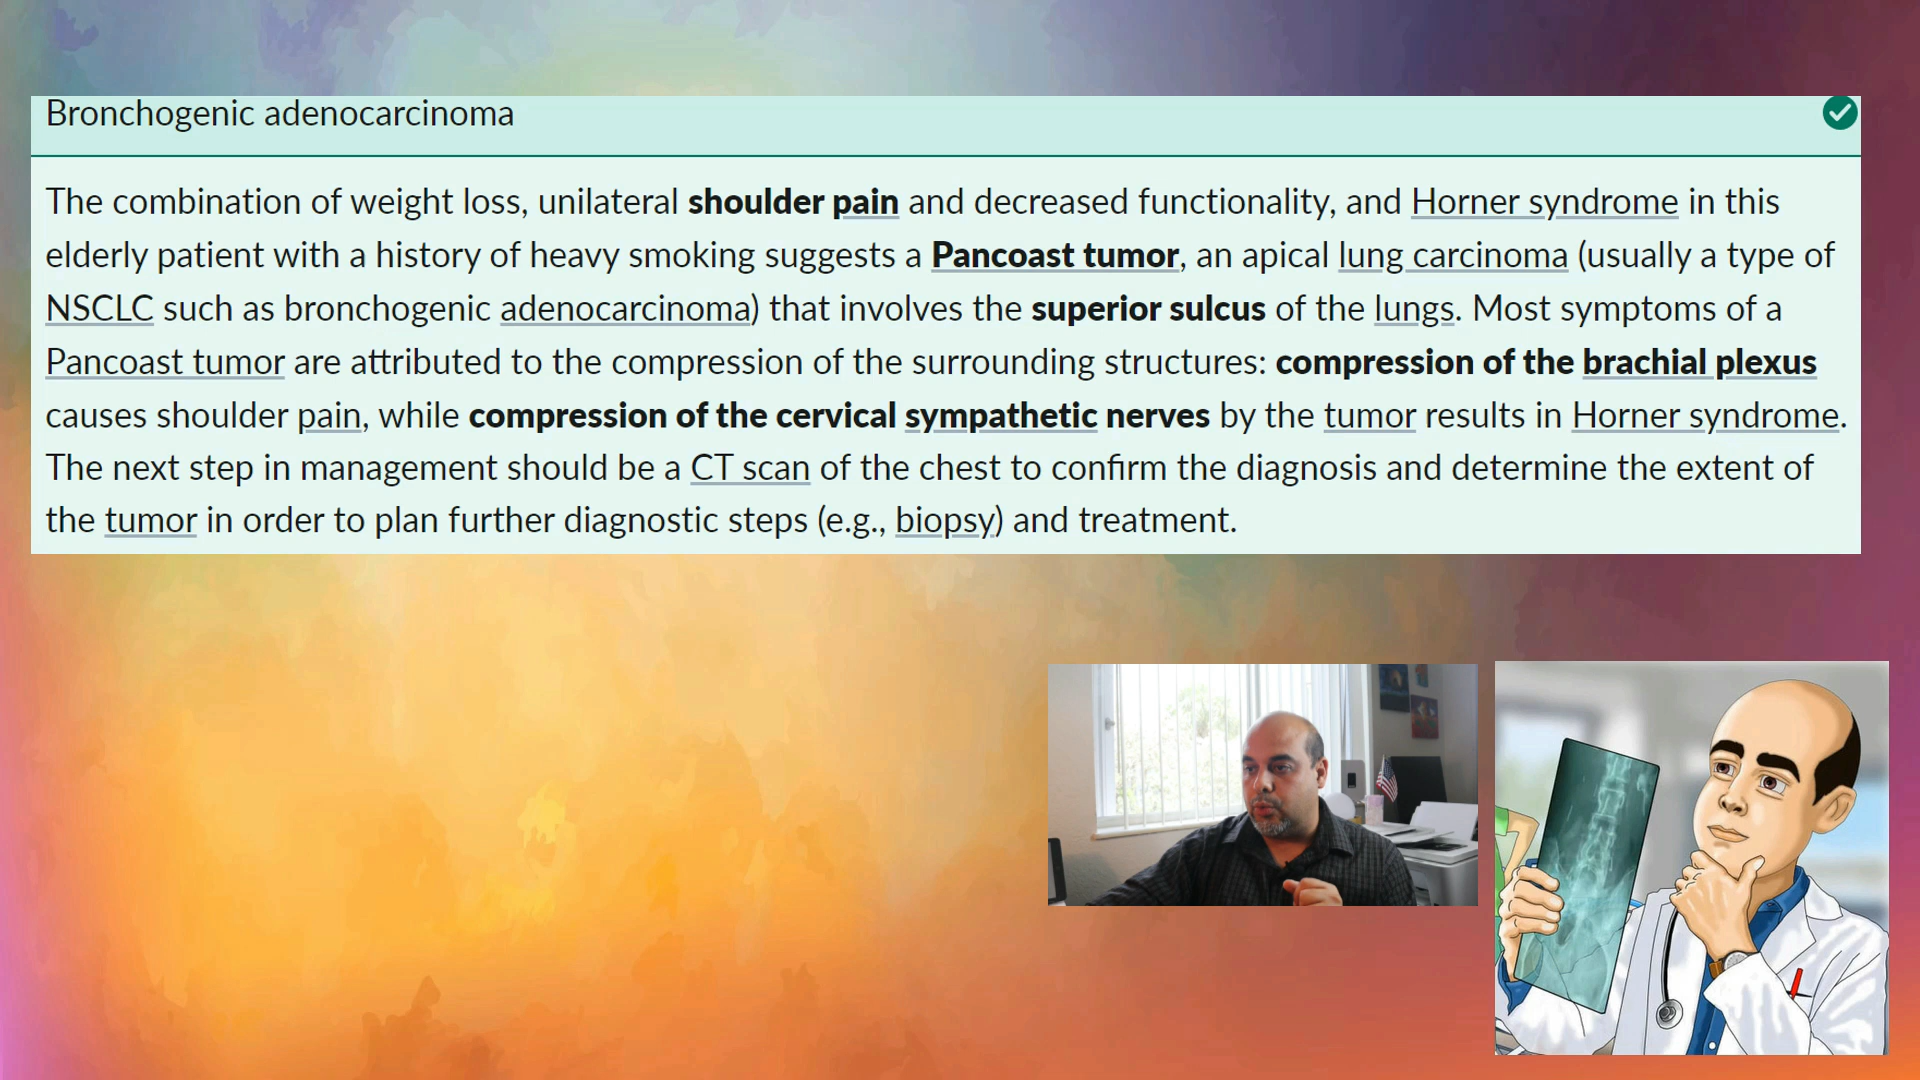 Bronchogenic adenocarcinoma
The combination of weight loss, unilateral shoulder pain and decreased functionality, and Horner syndrome in this
elderly patient with a history of heavy smoking suggests a Pancoast tumor, an apical lung carcinoma (usually a type of
NSCLC such as bronchogenic adenocarcinoma) that involves the superior sulcus of the lungs. Most symptoms of a
Pancoast tumor are attributed to the compression of the surrounding structures: compression of the brachial plexus
causes shoulder pain, while compression of the cervical sympathetic nerves by the tumor results in Horner syndrome.
The next step in management should be a CT scan of the chest to confirm the diagnosis and determine the extent of
the tumor in order to plan further diagnostic steps (e.g., biopsy) and treatment.